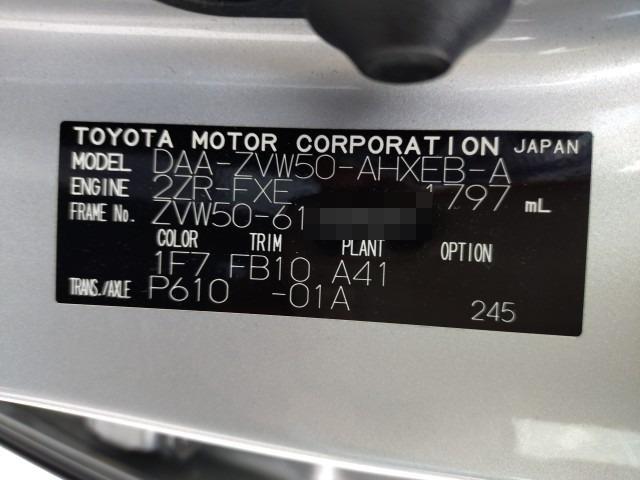 TOYOTA MOTOR CORPORATION JAPAN
MODEL DAA-ZVW50-AHXEB-A
ENGINE 2ZR-FXE 1797 mL
FRAME No. ZVW50-61
COLOR TRIM PLANT OPTION
1F7 FB10 A41
TRANS./AXLE P610 -01A 245